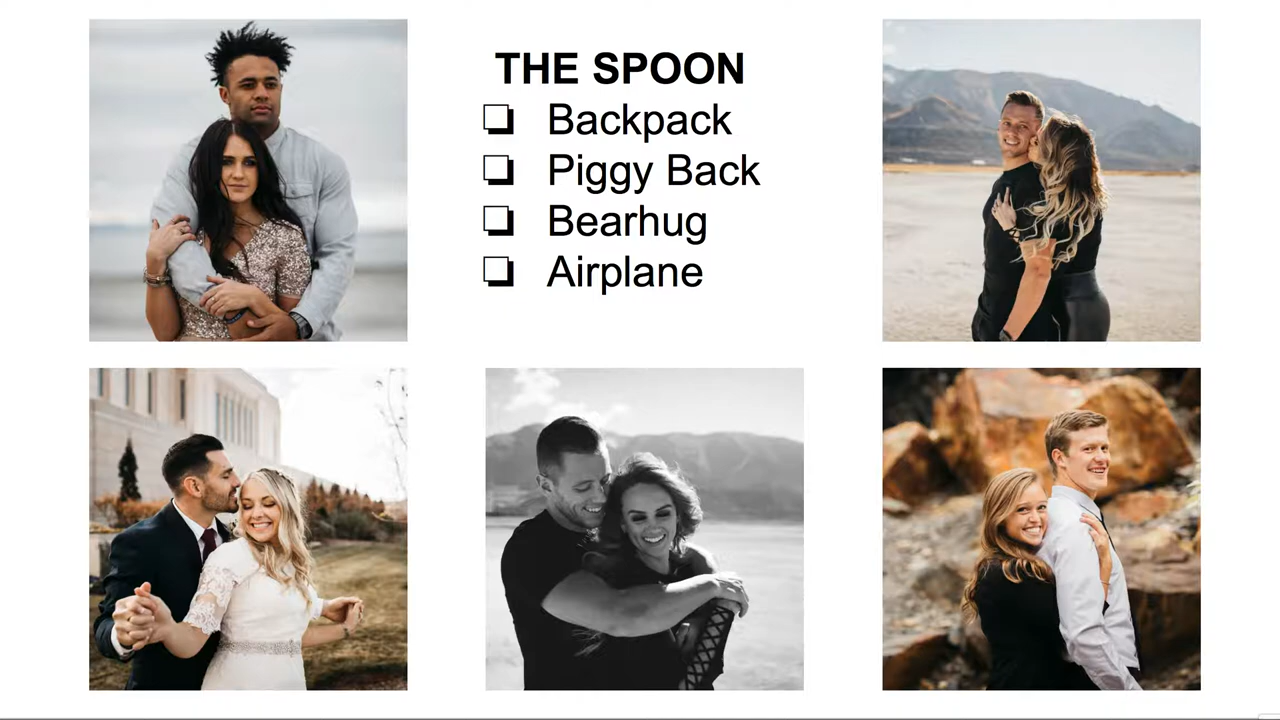 THE SPOON
❏ Backpack
❏ Piggy Back
❏ Bearhug
❏ Airplane